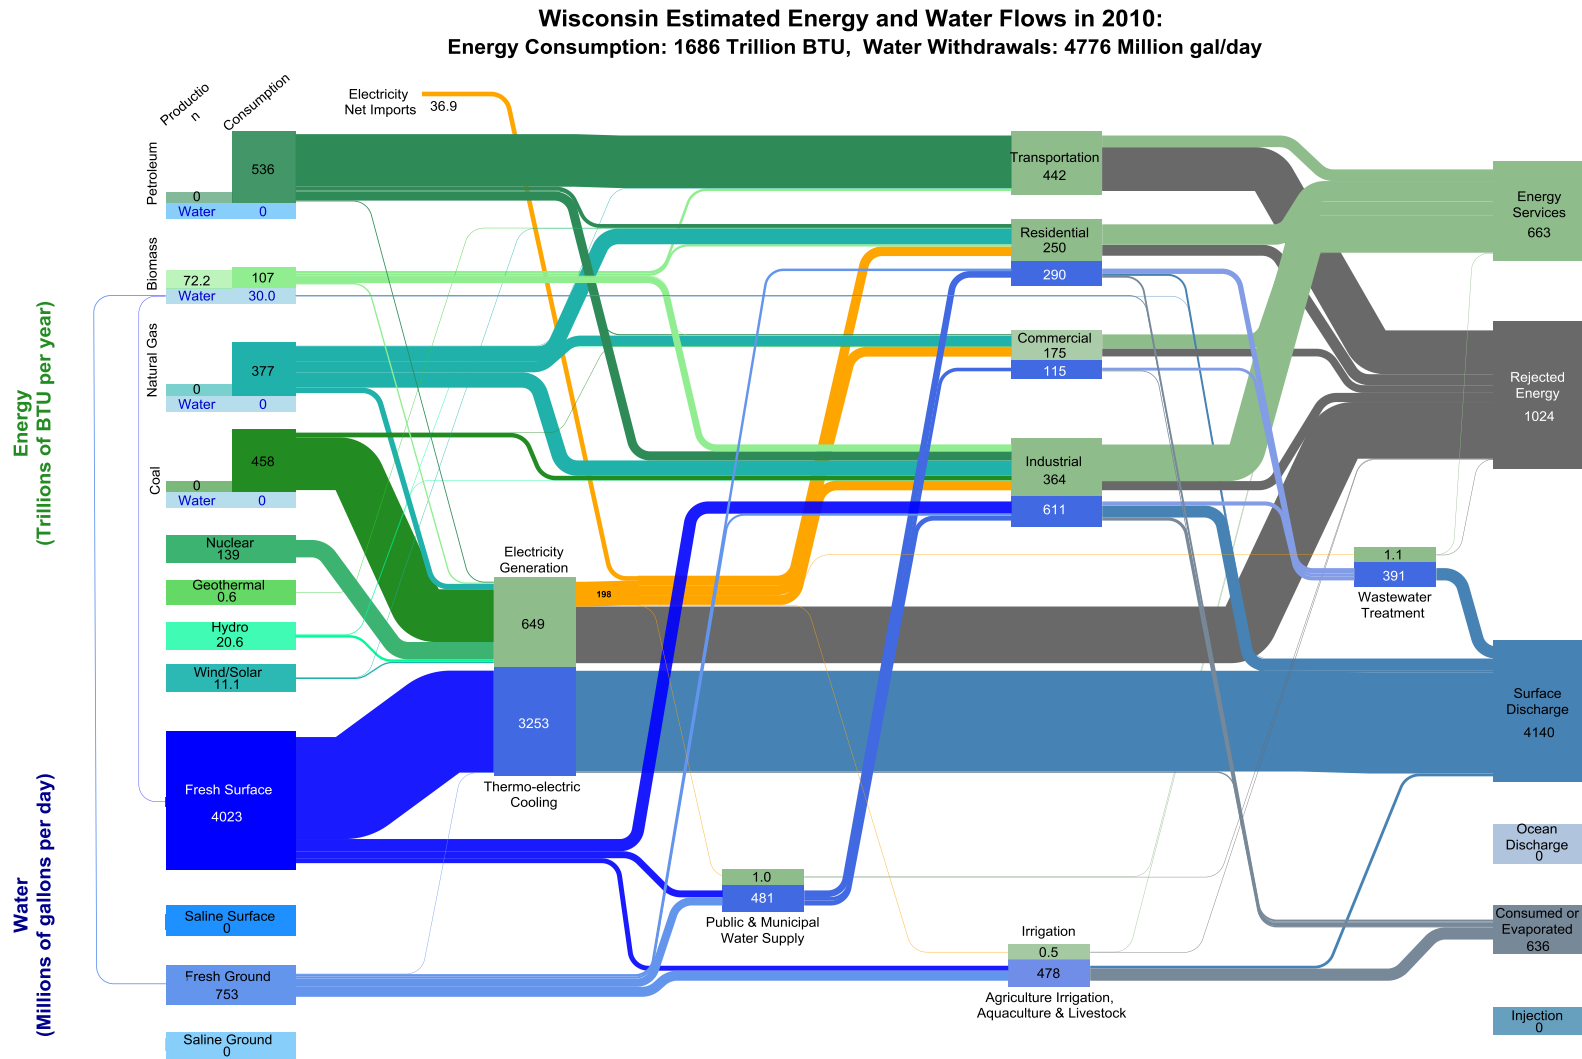 Wisconsin Estimated Energy and Water Flows in 2010:
Energy Consumption: 1686 Trillion BTU,  Water Withdrawals: 4776 Million gal/day
Productio
n
Consumption
Electricity
Net Imports
36.9
Energy
(Trillions of BTU per year)
Water
(Millions of gallons per day)
Petroleum
536
0
Water
0
Biomass
72.2
107
Water
30.0
Natural Gas
377
0
Water
0
Coal
458
0
Water
0
Nuclear
139
Geothermal
0.6
Hydro
20.6
Wind/Solar
11.1
Fresh Surface
4023
Saline Surface
0
Fresh Ground
753
Saline Ground
0
Electricity
Generation
198
649
3253
Thermo-electric
Cooling
1.0
481
Public & Municipal
Water Supply
Transportation
442
Residential
250
290
Commercial
175
115
Industrial
364
611
Irrigation
0.5
478
Agriculture Irrigation,
Aquaculture & Livestock
1.1
391
Wastewater
Treatment
Energy
Services
663
Rejected
Energy
1024
Surface
Discharge
4140
Ocean
Discharge
0
Consumed or
Evaporated
636
Injection
0